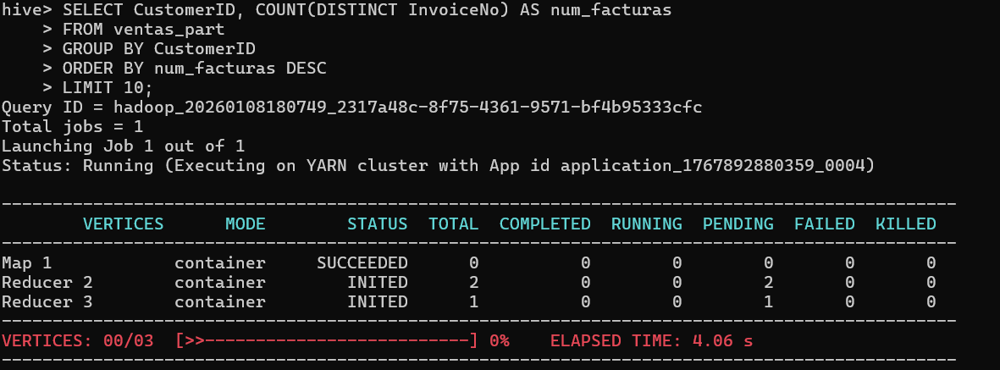 hive> SELECT CustomerID, COUNT(DISTINCT InvoiceNo) AS num_facturas
    > FROM ventas_part
    > GROUP BY CustomerID
    > ORDER BY num_facturas DESC
    > LIMIT 10;
Query ID = hadoop_20260108180749_2317a48c-8f75-4361-9571-bf4b95333cfc
Total jobs = 1
Launching Job 1 out of 1
Status: Running (Executing on YARN cluster with App id application_1767892880359_0004)
----------------------------------------------------------------------------------------------
        VERTICES      MODE        STATUS  TOTAL  COMPLETED  RUNNING  PENDING  FAILED  KILLED
----------------------------------------------------------------------------------------------
Map 1            container     SUCCEEDED      0          0        0        0       0       0
Reducer 2        container        INITED      2          0        0        2       0       0
Reducer 3        container        INITED      1          0        0        1       0       0
----------------------------------------------------------------------------------------------
VERTICES: 00/03  [>>--------------------------] 0%    ELAPSED TIME: 4.06 s
----------------------------------------------------------------------------------------------